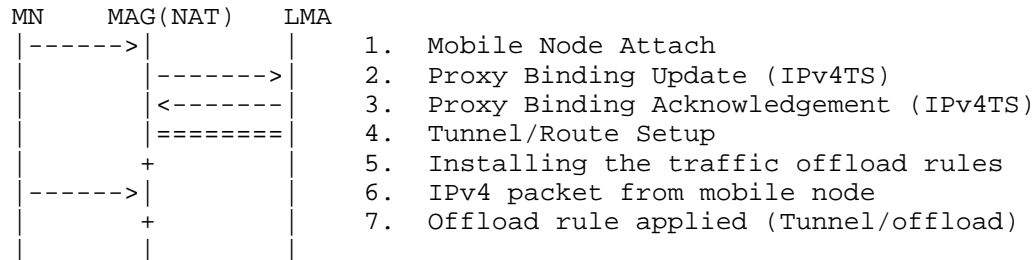 MN      MAG(NAT)    LMA
|------>|          |    1.  Mobile Node Attach
|       |------->|    2.  Proxy Binding Update (IPv4TS)
|       |<-------|    3.  Proxy Binding Acknowledgement (IPv4TS)
|       |========|    4.  Tunnel/Route Setup
|       +        |    5.  Installing the traffic offload rules
|------>|        |    6.  IPv4 packet from mobile node
|       +        |    7.  Offload rule applied (Tunnel/offload)
|       |        |